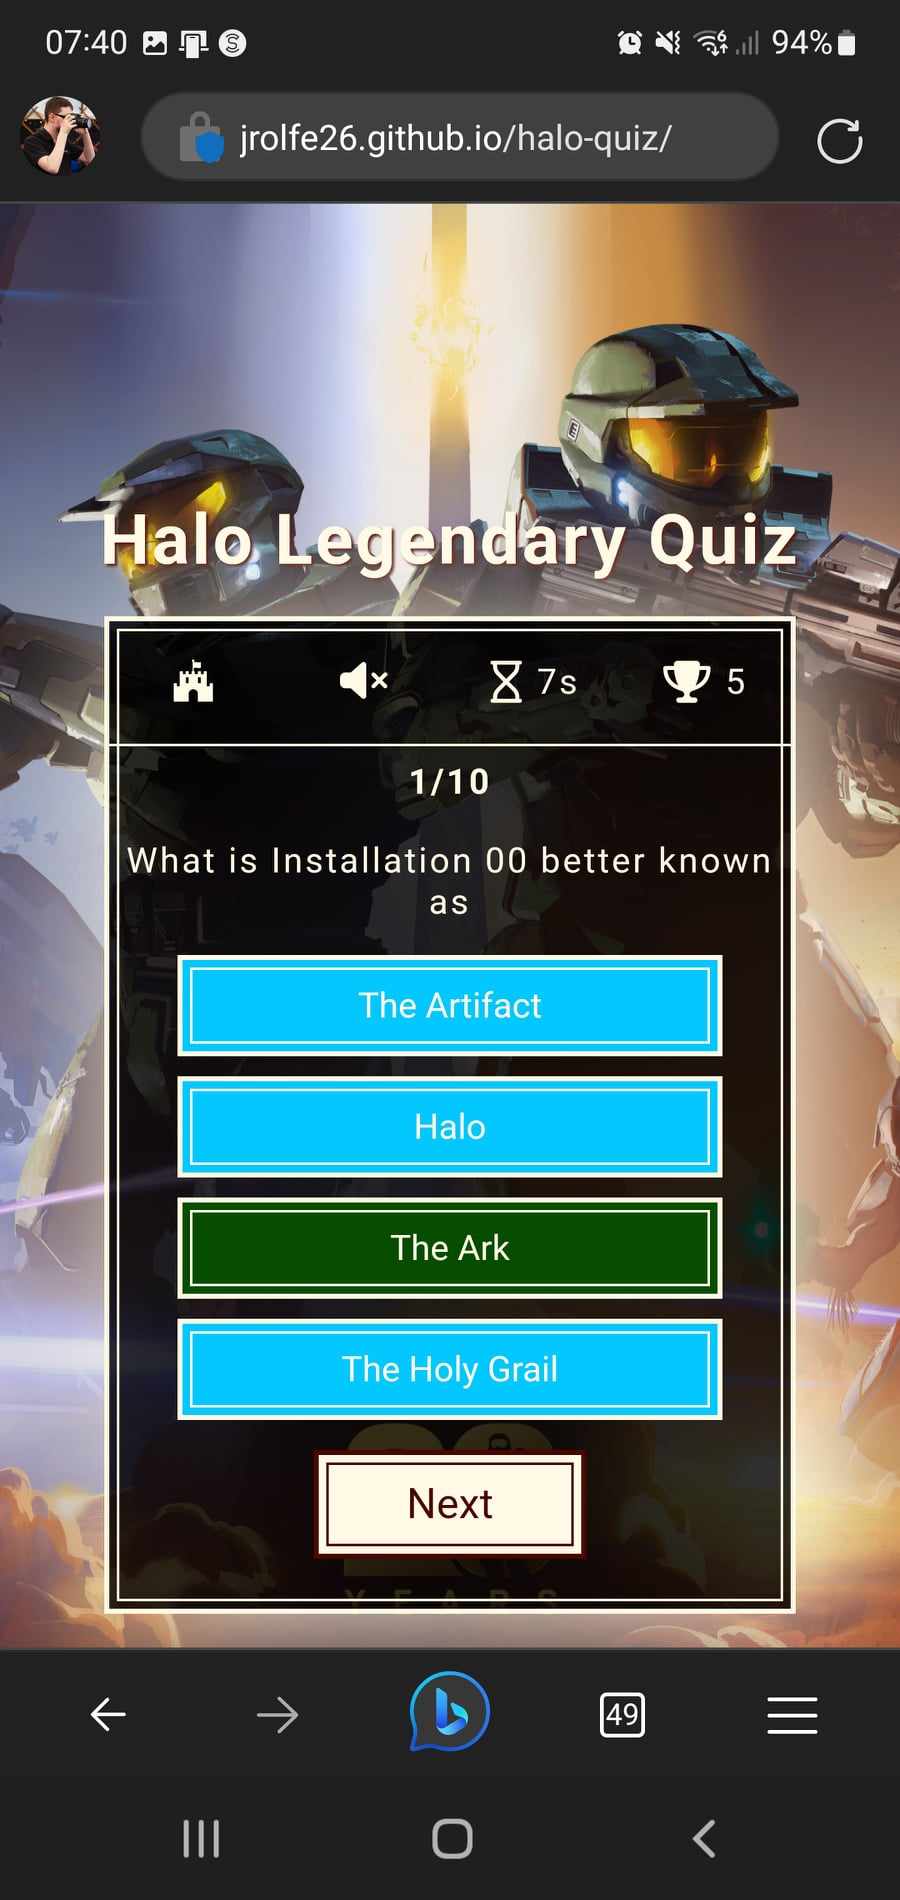 07:40
94%
jrolfe26.github.io/halo-quiz/
Halo Legendary Quiz
7s
5
1/10
What is Installation 00 better known
as
The Artifact
Halo
The Ark
The Holy Grail
Next
YEARS
49